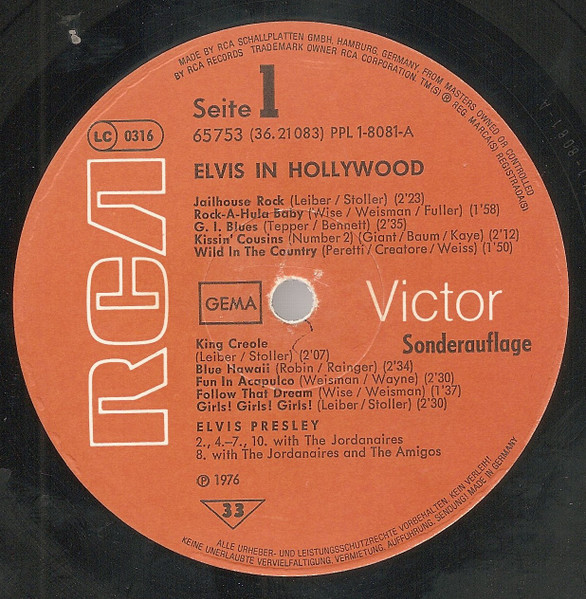 MADE BY RCA SCHALLPLATTEN GMBH, HAMBURG, GERMANY, FROM MASTERS OWNED OR CONTROLLED
BY RCA RECORDS TRADEMARK OWNER RCA CORPORATION. TM(S) ® REG. MARCA(S) REGISTRADA(S)
Seite 1
65753 (36.21083) PPL 1-8081-A
LC 0316
ELVIS IN HOLLYWOOD
Jailhouse Rock (Leiber/Stoller) (2'23)
Rock-A-Hula Baby (Wise/Weisman/Fuller) (1'58)
G. I. Blues (Tepper/Bennett) (2'35)
Kissin' Cousins (Number 2) (Giant/Baum/Kaye) (2'12)
Wild In The Country (Peretti/Creatore/Weiss) (1'50)
RCA
GEMA
Victor
Sonderauflage
King Creole
(Leiber/Stoller) (2'07)
Blue Hawaii (Robin/Rainger) (2'34)
Fun In Acapulco (Weisman/Wayne) (2'30)
Follow That Dream (Wise/Weisman) (1'37)
Girls! Girls! Girls! (Leiber/Stoller) (2'30)
ELVIS PRESLEY
2., 4.-7., 10. with The Jordanaires
8. with The Jordanaires and The Amigos
℗ 1976
33
ALLE URHEBER- UND LEISTUNGSSCHUTZRECHTE VORBEHALTEN. KEIN VERLEIH!
KEINE UNERLAUBTE VERVIELFÄLTIGUNG, VERMIETUNG, AUFFÜHRUNG, SENDUNG! MADE IN GERMANY